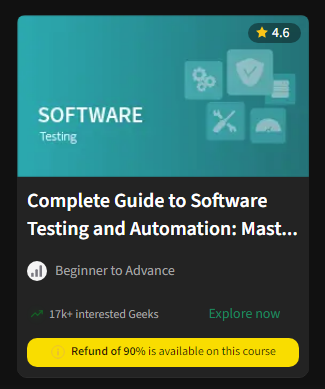 4.6
SOFTWARE
Testing
Complete Guide to Software
Testing and Automation: Mast...
Beginner to Advance
17k+ interested Geeks
Explore now
Refund of 90% is available on this course